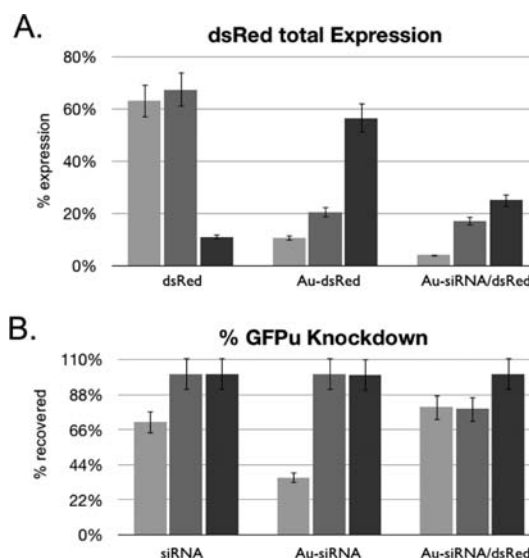 A.
dsRed total Expression
80%
60%
40%
20%
0%
% expression
dsRed
Au-dsRed
Au-siRNA/dsRed
B.
% GFPu Knockdown
110%
88%
66%
44%
22%
0%
% recovered
siRNA
Au-siRNA
Au-siRNA/dsRed